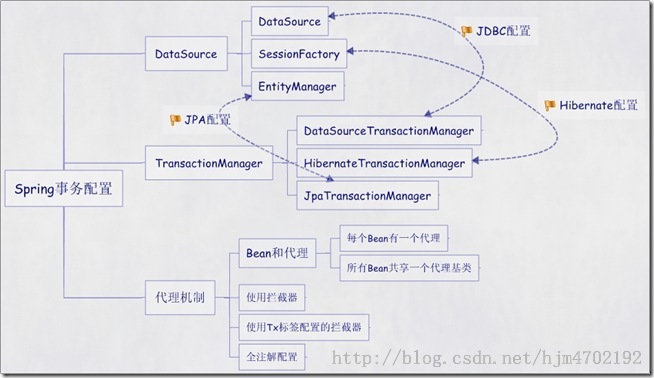 DataSource
JDBC配置
DataSource
SessionFactory
EntityManager
Hibernate配置
JPA配置
DataSourceTransactionManager
TransactionManager
HibernateTransactionManager
Spring事务配置
JpaTransactionManager
每个Bean有一个代理
Bean和代理
所有Bean共享一个代理基类
代理机制
使用拦截器
使用Tx标签配置的拦截器
全注解配置
http://blog.csdn.net/hjm4702192